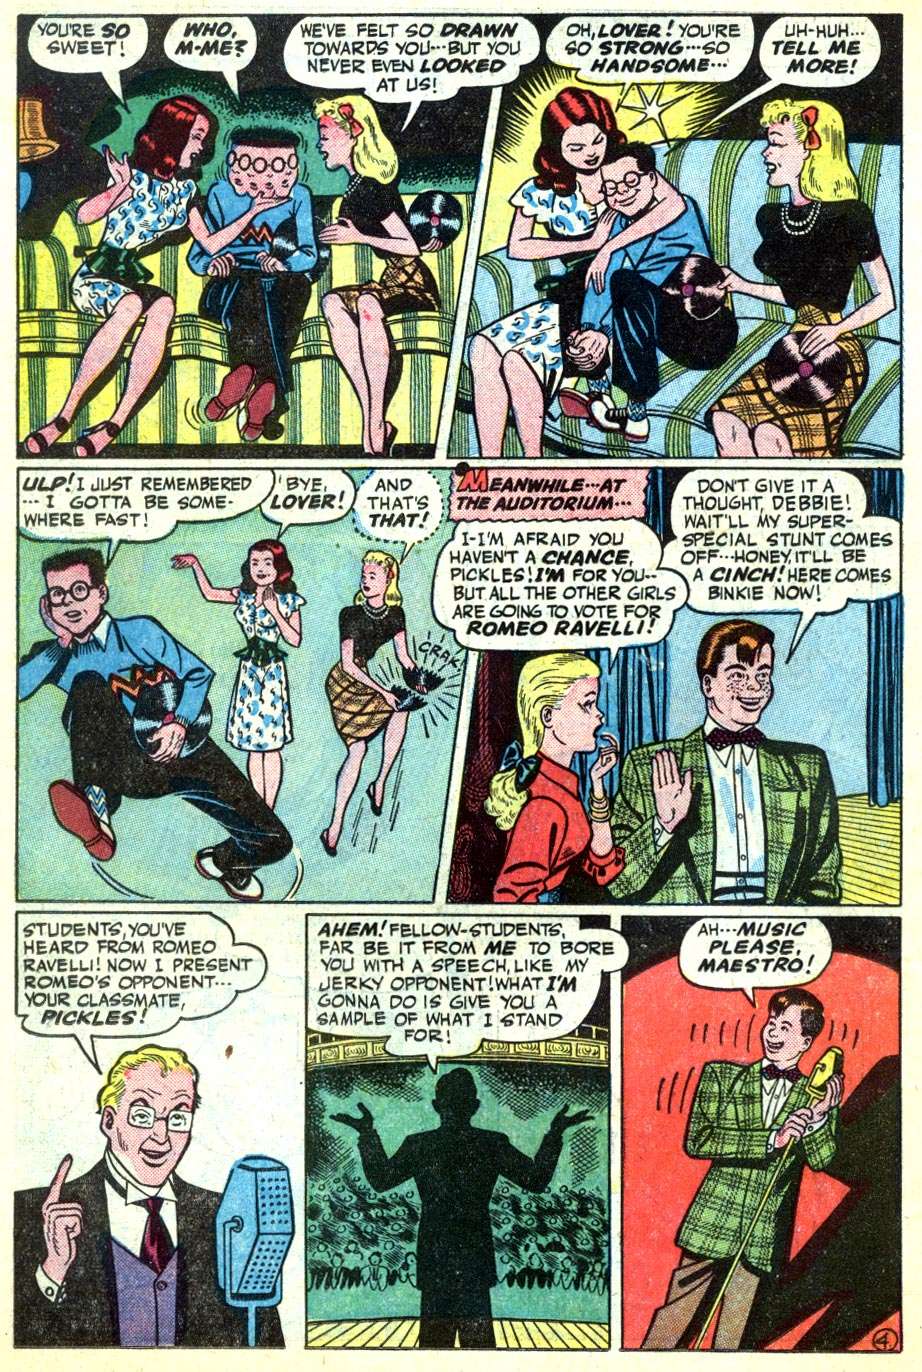 YOU'RE SO
SWEET!
WHO,
M-ME?
WE'VE FELT SO DRAWN
TOWARDS YOU---BUT YOU
NEVER EVEN LOOKED
AT US!
OH, LOVER! YOU'RE
SO STRONG---SO
HANDSOME---
UH-HUH---
TELL ME
MORE!
ULP! I JUST REMEMBERED
---I GOTTA BE SOME-
WHERE FAST!
'BYE,
LOVER!
AND
THAT'S
THAT!
CRAK!
MEANWHILE---AT
THE AUDITORIUM---
I-I'M AFRAID YOU
HAVEN'T A CHANCE,
PICKLES! I'M FOR YOU--
BUT ALL THE OTHER GIRLS
ARE GOING TO VOTE FOR
ROMEO RAVELLI!
DON'T GIVE IT A
THOUGHT, DEBBIE!
WAIT'LL MY SUPER-
SPECIAL STUNT COMES
OFF---HONEY, IT'LL BE
A CINCH! HERE COMES
BINKIE NOW!
STUDENTS, YOU'VE
HEARD FROM ROMEO
RAVELLI! NOW I PRESENT
ROMEO'S OPPONENT---
YOUR CLASSMATE,
PICKLES!
AHEM! FELLOW-STUDENTS,
FAR BE IT FROM ME TO BORE
YOU WITH A SPEECH, LIKE MY
JERKY OPPONENT! WHAT I'M
GONNA DO IS GIVE YOU A
SAMPLE OF WHAT I STAND
FOR!
AH---MUSIC
PLEASE,
MAESTRO!
4